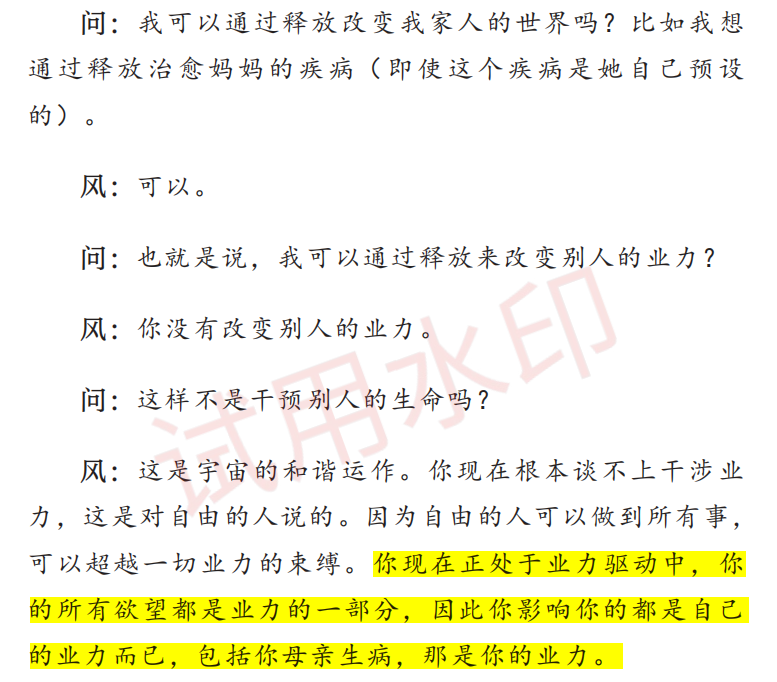 问：我可以通过释放改变我家人的世界吗？比如我想
通过释放治愈妈妈的疾病（即使这个疾病是她自己预设
的）。
风：可以。
问：也就是说，我可以通过释放来改变别人的业力？
风：你没有改变别人的业力。
问：这样不是干预别人的生命吗？
风：这是宇宙的和谐运作。你现在根本谈不上干涉业
力，这是对自由的人说的。因为自由的人可以做到所有事，
可以超越一切业力的束缚。你现在正处于业力驱动中，你
的所有欲望都是业力的一部分，因此你影响你的都是自己
的业力而已，包括你母亲生病，那是你的业力。
试用水印